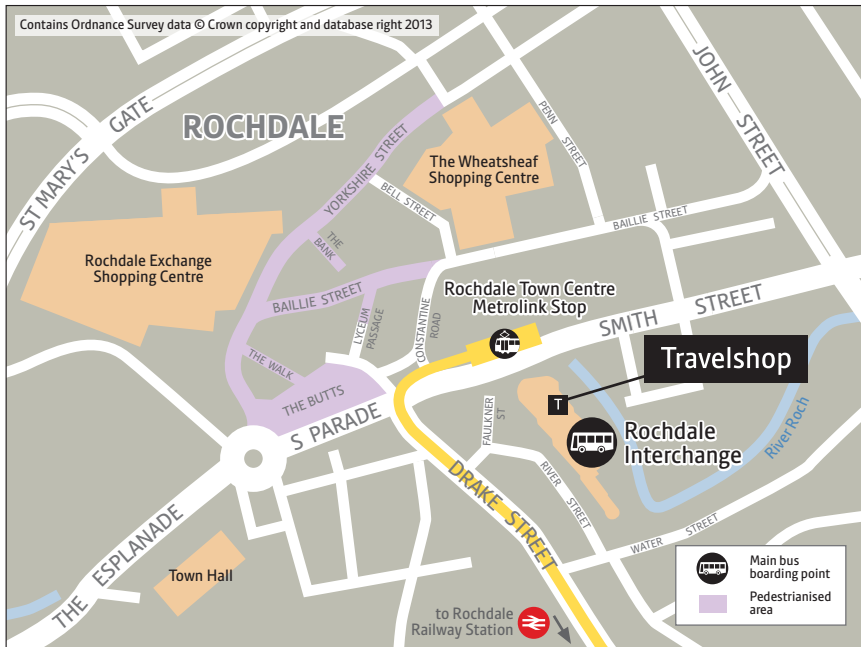 Contains Ordnance Survey data © Crown copyright and database right 2013
ST MARY'S GATE
ROCHDALE
YORKSHIRE STREET
PENN STREET
JOHN STREET
The Wheatsheaf
Shopping Centre
BELL STREET
THE
BANK
BAILLIE STREET
Rochdale Exchange
Shopping Centre
BAILLIE STREET
LYCEUM
PASSAGE
CONSTANTINE
ROAD
Rochdale Town Centre
Metrolink Stop
SMITH STREET
THE WALK
THE BUTTS
S PARADE
Travelshop
T
FAULKNER
ST
Rochdale
Interchange
River Roch
RIVER STREET
DRAKE STREET
WATER STREET
THE ESPLANADE
Town Hall
to Rochdale
Railway Station
Main bus
boarding point
Pedestrianised
area